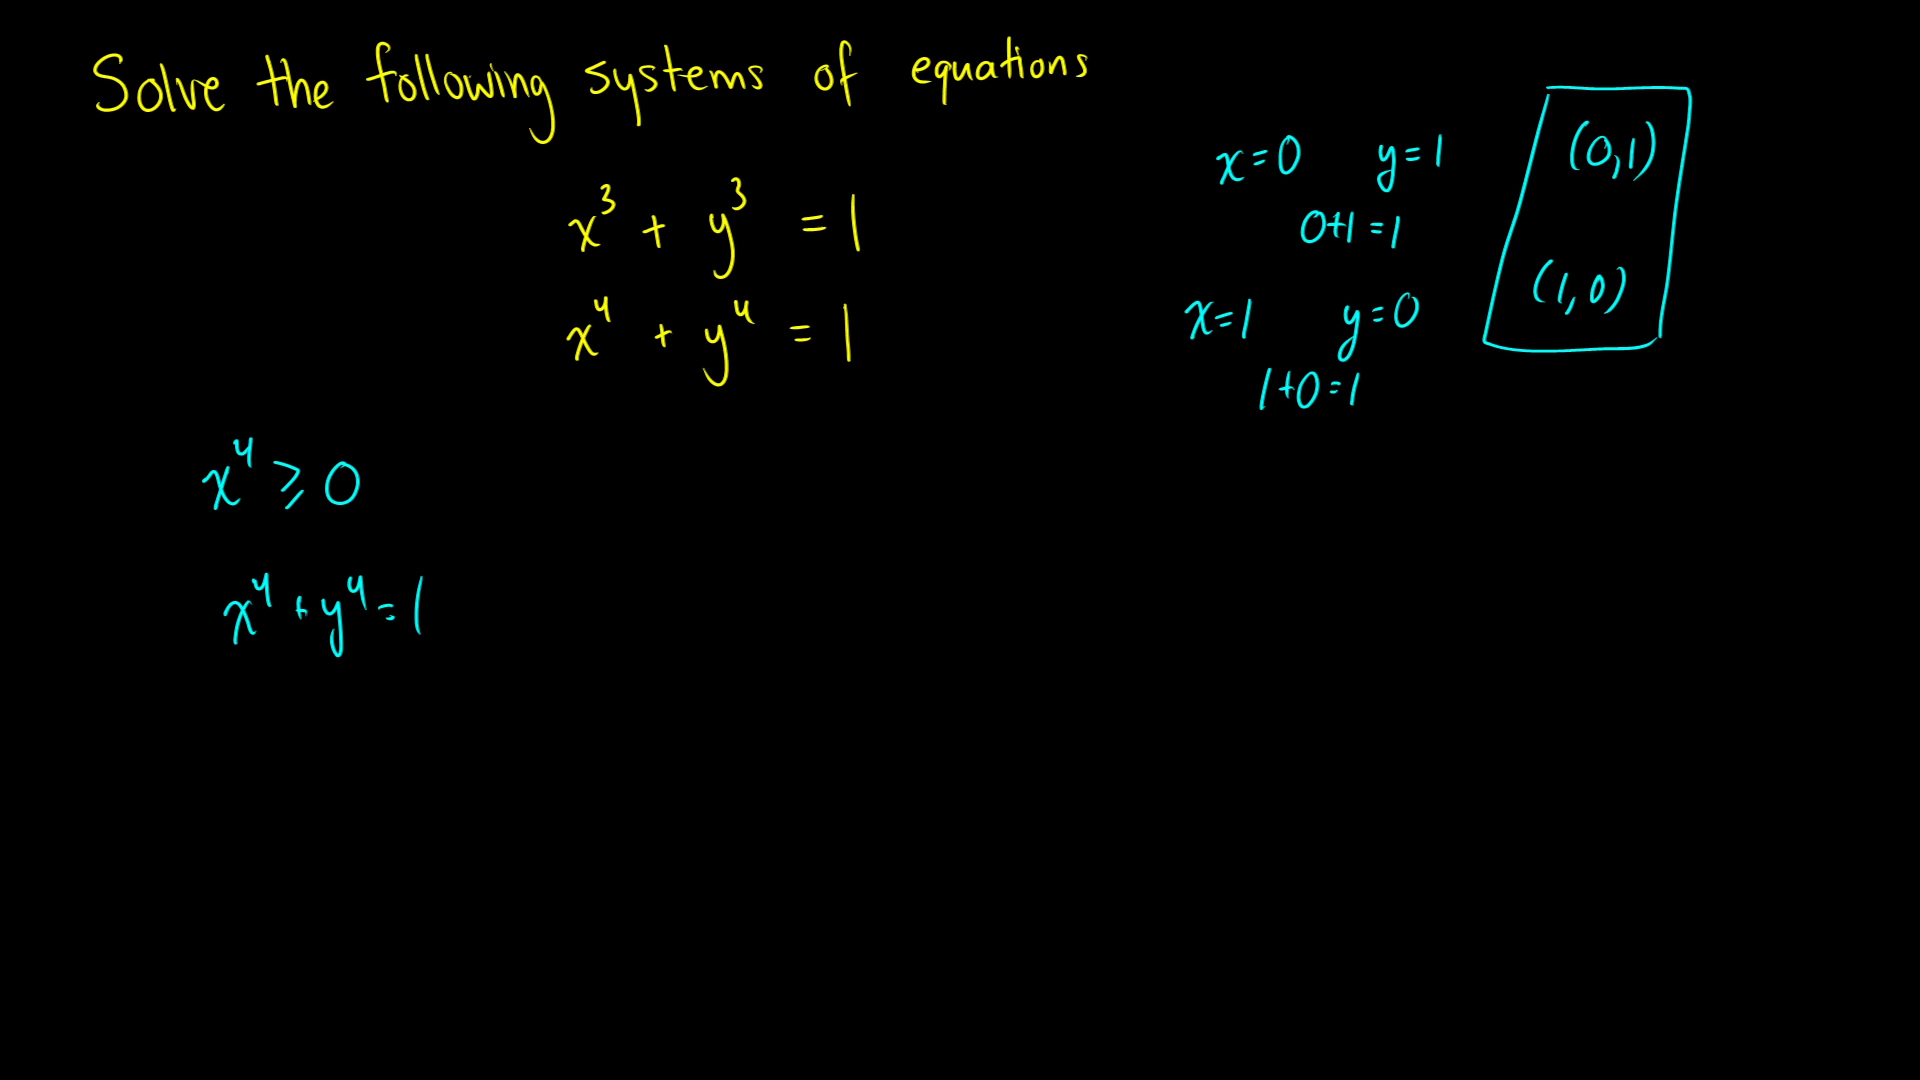 Solve the following systems of equations
x³ + y³ = 1
x⁴ + y⁴ = 1
x=0 y=1
0+1=1
x=1 y=0
1+0=1
(0,1)
(1,0)
x⁴ ≥ 0
x⁴ + y⁴ = 1